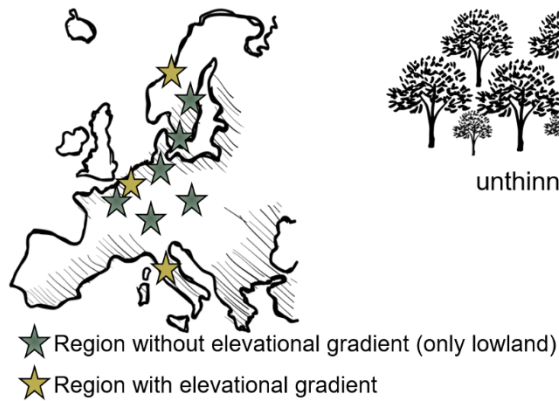 unthinn
Region without elevational gradient (only lowland)
Region with elevational gradient